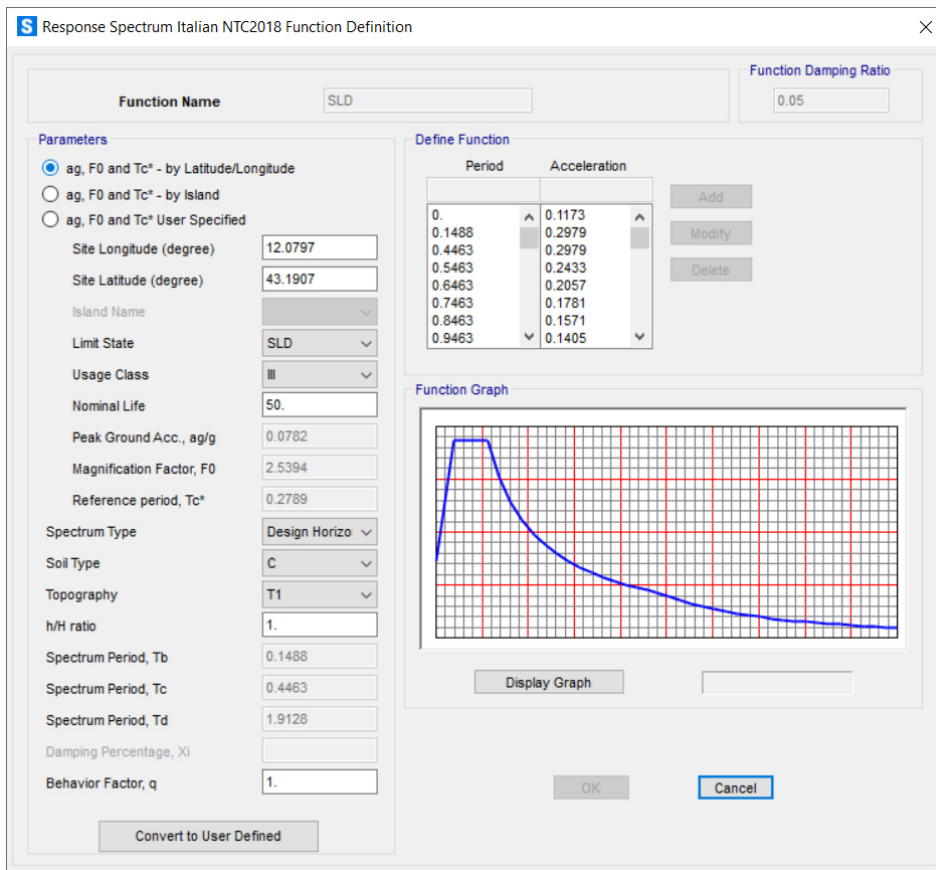 S Response Spectrum Italian NTC2018 Function Definition
Function Name
SLD
Function Damping Ratio
0.05
Parameters
ag, F0 and Tc* - by Latitude/Longitude
ag, F0 and Tc* - by Island
ag, F0 and Tc* User Specified
Site Longitude (degree) 12.0797
Site Latitude (degree) 43.1907
Island Name
Limit State SLD
Usage Class III
Nominal Life 50.
Peak Ground Acc., ag/g 0.0782
Magnification Factor, F0 2.5394
Reference period, Tc* 0.2789
Spectrum Type Design Horizo
Soil Type C
Topography T1
h/H ratio 1.
Spectrum Period, Tb 0.1488
Spectrum Period, Tc 0.4463
Spectrum Period, Td 1.9128
Damping Percentage, Xi
Behavior Factor, q 1.
Convert to User Defined
Define Function
Period Acceleration
0. 0.1173
0.1488 0.2979
0.4463 0.2979
0.5463 0.2433
0.6463 0.2057
0.7463 0.1781
0.8463 0.1571
0.9463 0.1405
Add
Modify
Delete
Function Graph
Display Graph
OK
Cancel